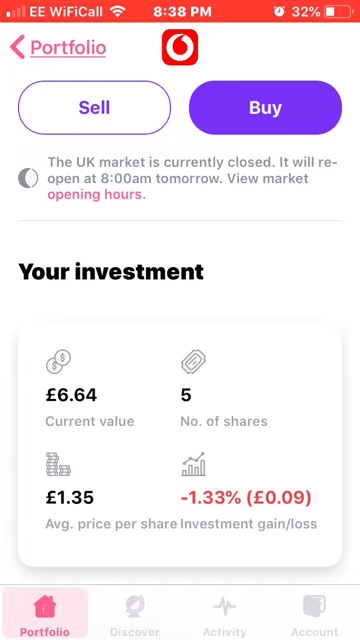 EE WiFiCall 8:38 PM 32%
Portfolio
Sell Buy
The UK market is currently closed. It will re-
open at 8:00am tomorrow. View market
opening hours.
Your investment
£6.64 5
Current value No. of shares
£1.35 -1.33% (£0.09)
Avg. price per share Investment gain/loss
Portfolio Discover Activity Account